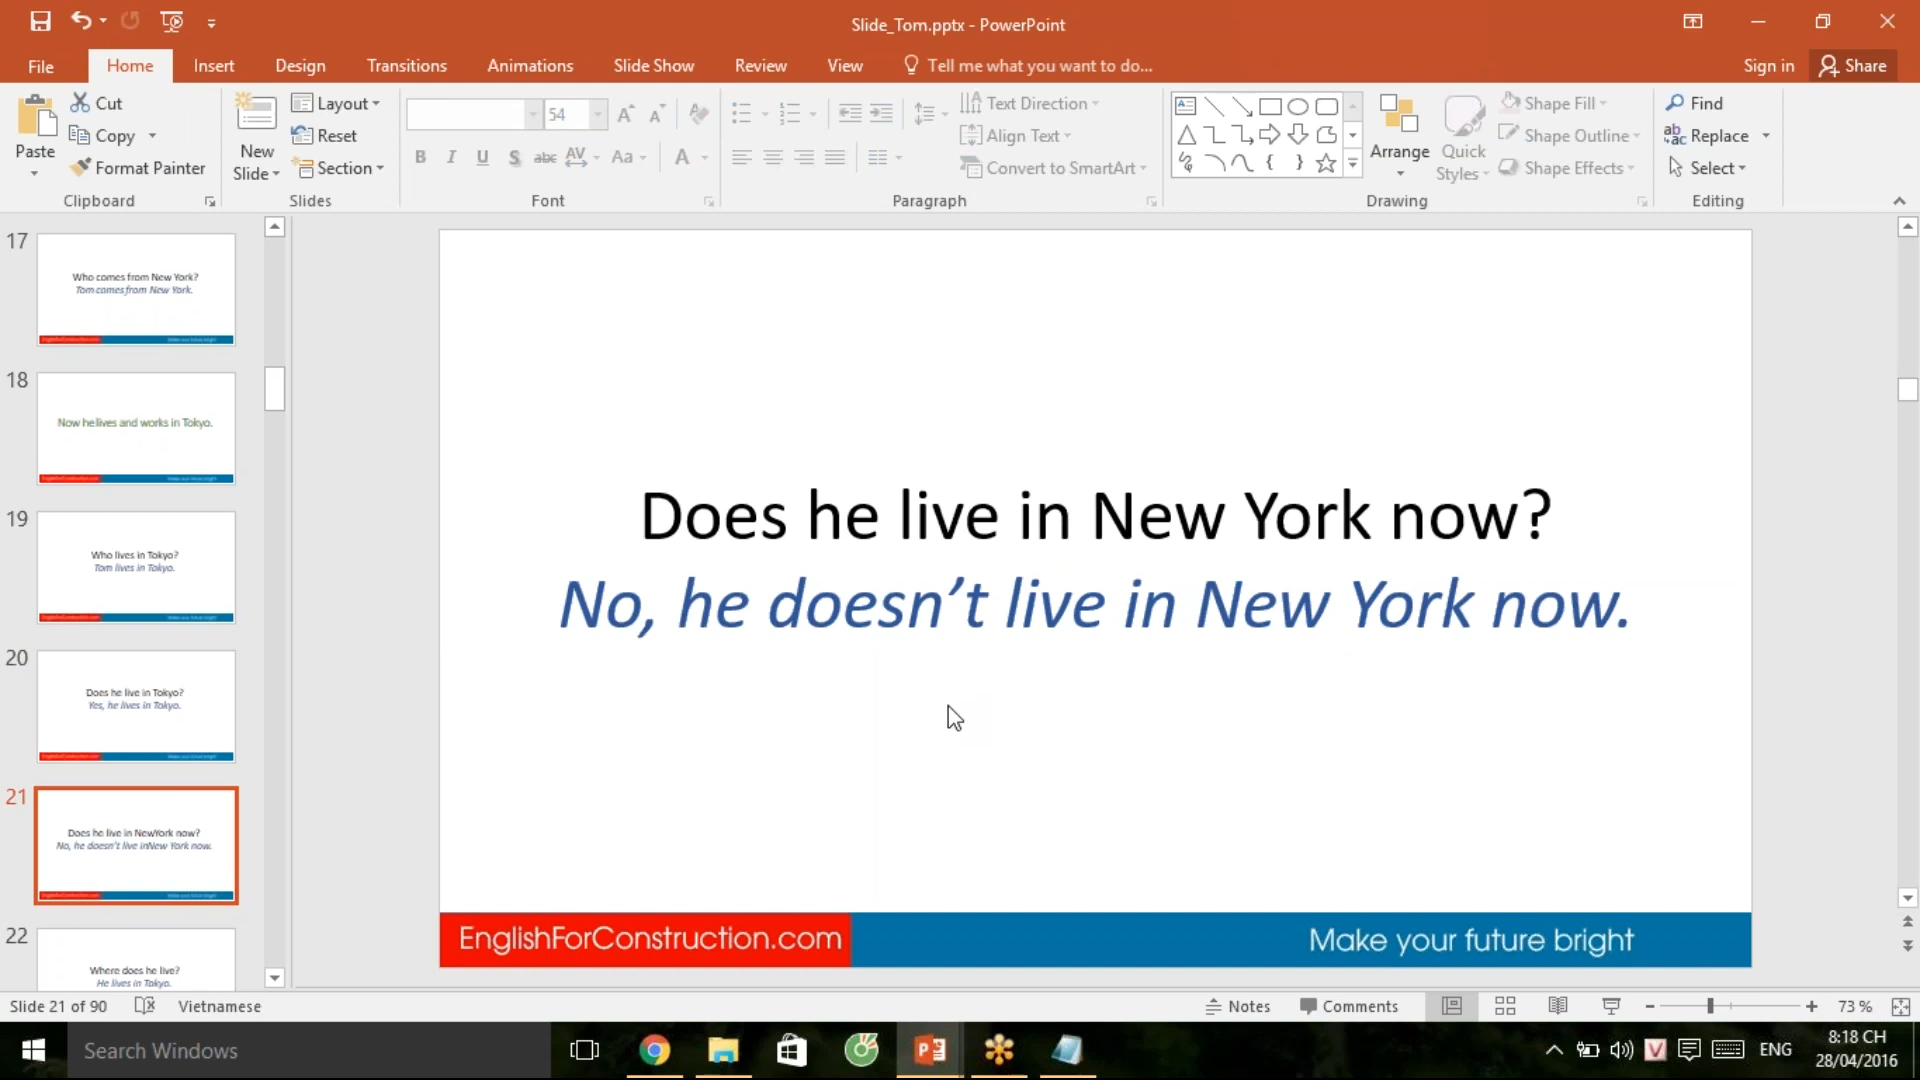 Slide_Tom.pptx - PowerPoint
File Home Insert Design Transitions Animations Slide Show Review View Tell me what you want to do... Sign in Share
Paste
Cut
Copy
Format Painter
Clipboard
New
Slide
Layout
Reset
Section
Slides
54
B I U S abc AV Aa A
Font
Text Direction
Align Text
Convert to SmartArt
Paragraph
Arrange
Quick
Styles
Shape Fill
Shape Outline
Shape Effects
Drawing
Find
Replace
Select
Editing
17
Who comes from New York?
Tom comes from New York.
18
Now he lives and works in Tokyo.
19
Who lives in Tokyo?
Tom lives in Tokyo.
20
Does he live in Tokyo?
Yes, he lives in Tokyo.
21
Does he live in NewYork now?
No, he doesn't live inNew York now.
22
Where does he live?
He lives in Tokyo.
Does he live in New York now?
No, he doesn’t live in New York now.
EnglishForConstruction.com
Make your future bright
Slide 21 of 90 Vietnamese Notes Comments 73 %
Search Windows
ENG
8:18 CH
28/04/2016